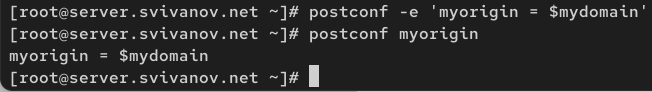 [root@server.svivanov.net ~]# postconf -e 'myorigin = $mydomain'
[root@server.svivanov.net ~]# postconf myorigin
myorigin = $mydomain
[root@server.svivanov.net ~]#